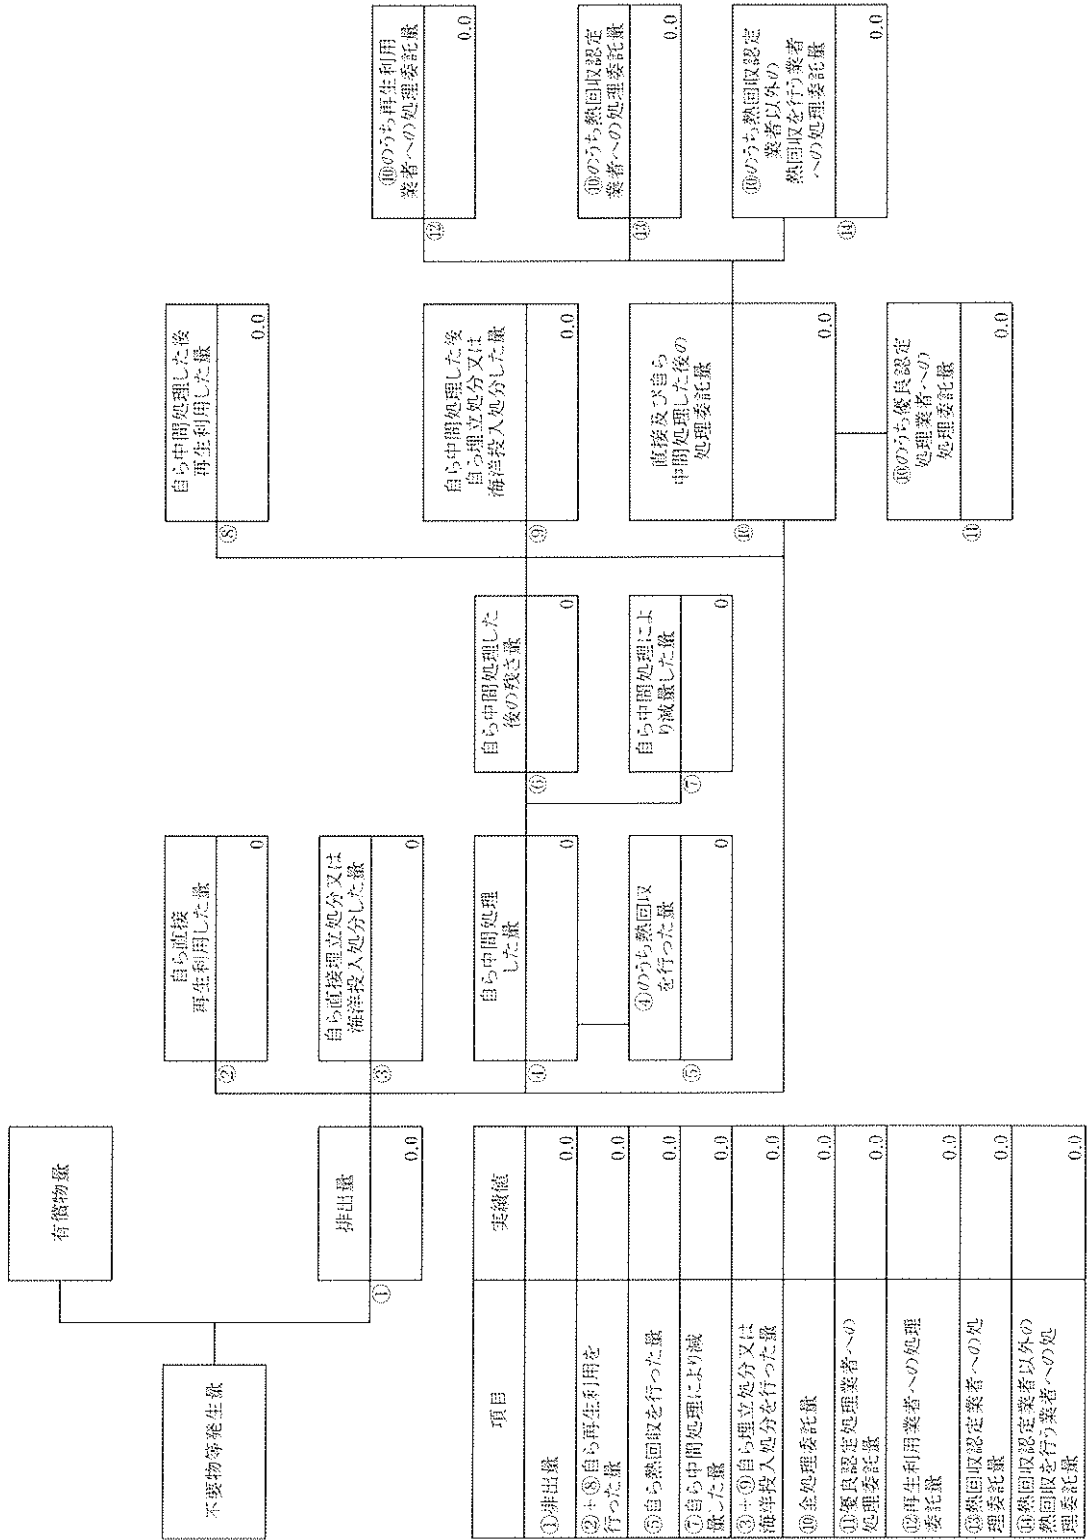 不要物等発生量
有償物量
①
排出量
0.0
②
自ら直接
再生利用した量
0
③
自ら直接埋立処分又は
海洋投入処分した量
0
④
自ら中間処理
した量
0
⑤
④のうち熱回収
を行った量
0
⑥
自ら中間処理した
後の残さ量
0
⑦
自ら中間処理によ
り減量した量
0
⑧
自ら中間処理した後
再生利用した量
0.0
⑨
自ら中間処理した後
自ら埋立処分又は
海洋投入処分した量
0.0
⑩
直接及び自ら
中間処理した後の
処理委託量
0.0
⑪
⑩のうち優良認定
処理業者への
処理委託量
0.0
⑫
⑩のうち再生利用
業者への処理委託量
0.0
⑬
⑩のうち熱回収認定
業者への処理委託量
0.0
⑭
⑩のうち熱回収認定
業者以外の
熱回収を行う業者
への処理委託量
0.0
項目
実績値
①排出量
0.0
②+⑧自ら再生利用を
行った量
0.0
⑤自ら熱回収を行った量
0.0
⑦自ら中間処理により減
量した量
0.0
③+⑨自ら埋立処分又は
海洋投入処分を行った量
0.0
⑩全処理委託量
0.0
⑪優良認定処理業者への
処理委託量
0.0
⑫再生利用業者への処理
委託量
0.0
⑬熱回収認定業者への処
理委託量
0.0
⑭熱回収認定業者以外の
熱回収を行う業者への処
理委託量
0.0